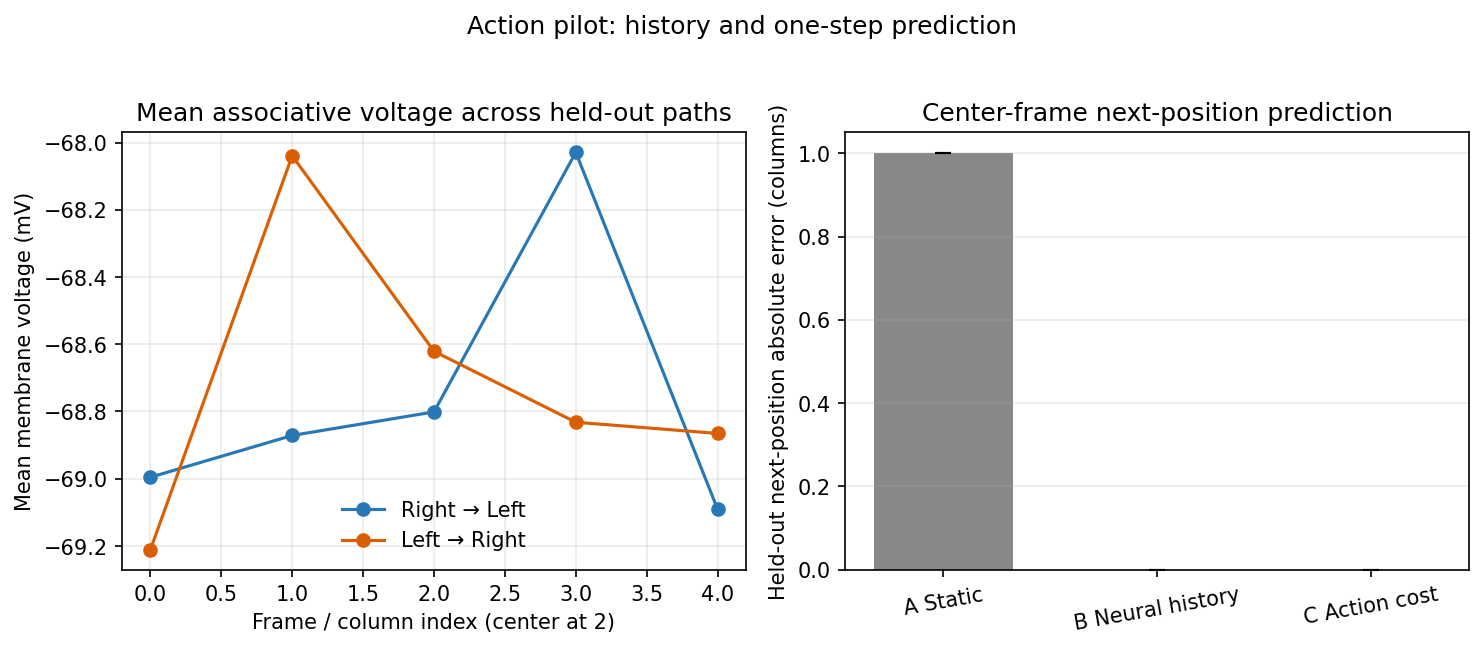 Action pilot: history and one-step prediction
Mean associative voltage across held-out paths
Mean membrane voltage (mV)
−68.0
−68.2
−68.4
−68.6
−68.8
−69.0
−69.2
Right → Left
Left → Right
0.0 0.5 1.0 1.5 2.0 2.5 3.0 3.5 4.0
Frame / column index (center at 2)
Center-frame next-position prediction
Held-out next-position absolute error (columns)
1.0
0.8
0.6
0.4
0.2
0.0
A Static B Neural history C Action cost